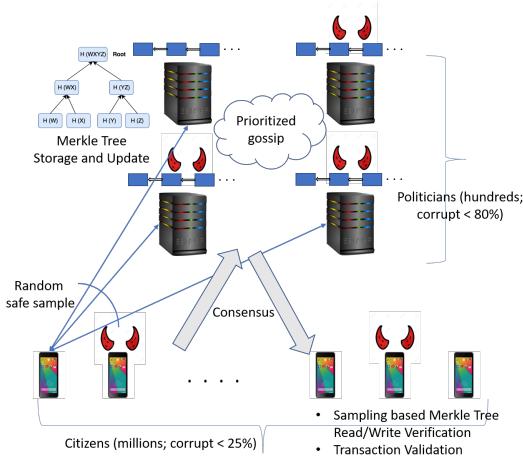 H (WXYZ) Root
H (WX) H (YZ)
H (W) H (X) H (Y) H (Z)
Merkle Tree
Storage and Update
. . .
. . .
Prioritized
gossip
. . .
. . .
Politicians (hundreds;
corrupt < 80%)
Random
safe sample
Consensus
. . . .
Citizens (millions; corrupt < 25%)
• Sampling based Merkle Tree
Read/Write Verification
• Transaction Validation